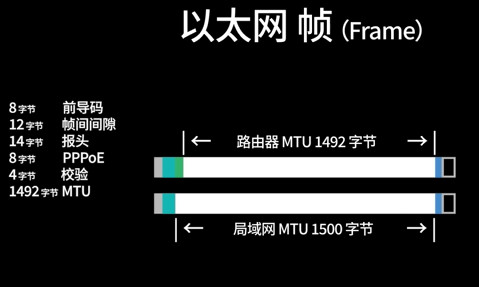 以太网 帧（Frame）
8字节 前导码
12字节 帧间间隙
14字节 报头
8字节 PPPoE
4字节 校验
1492字节 MTU
← 路由器 MTU 1492 字节 →
← 局域网 MTU 1500 字节 →